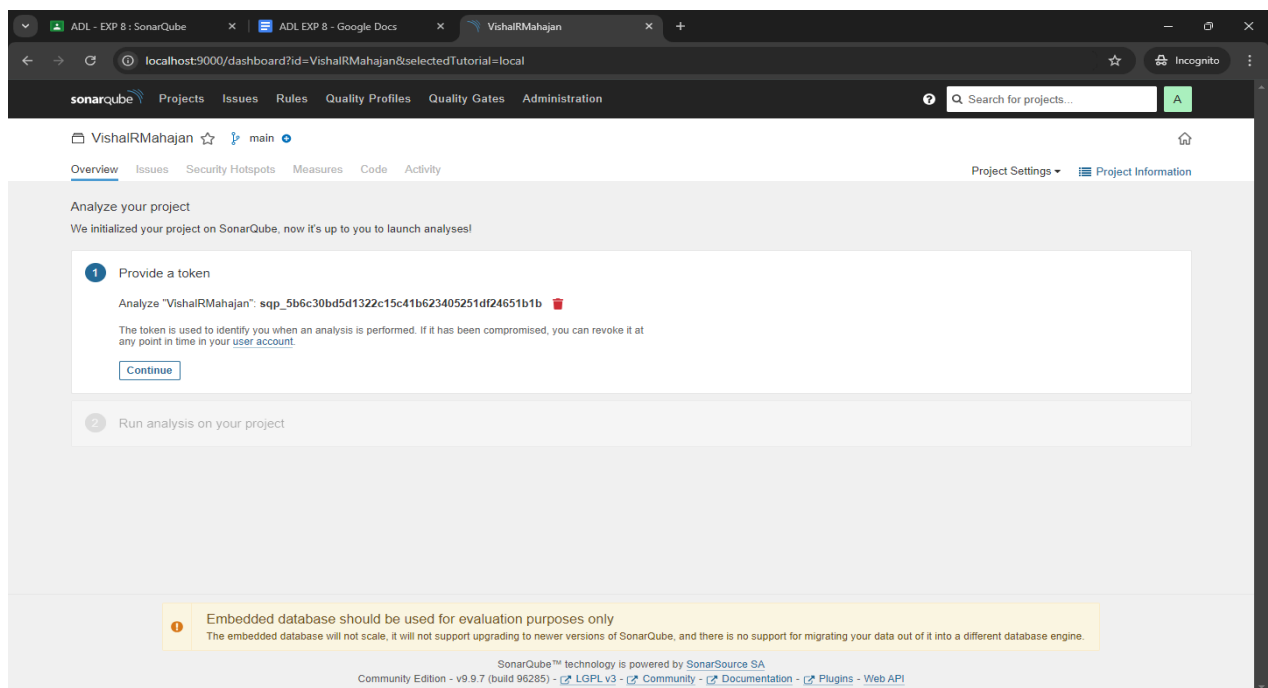 ADL - EXP 8 : SonarQube
ADL EXP 8 - Google Docs
VishalRMahajan
localhost:9000/dashboard?id=VishalRMahajan&selectedTutorial=local
Incognito
sonarqube Projects Issues Rules Quality Profiles Quality Gates Administration
Search for projects...
A
VishalRMahajan main
Overview Issues Security Hotspots Measures Code Activity
Project Settings Project Information
Analyze your project
We initialized your project on SonarQube, now it's up to you to launch analyses!
1 Provide a token
Analyze "VishalRMahajan": sqp_5b6c30bd5d1322c15c41b623405251df24651b1b
The token is used to identify you when an analysis is performed. If it has been compromised, you can revoke it at
any point in time in your user account.
Continue
2 Run analysis on your project
Embedded database should be used for evaluation purposes only
The embedded database will not scale, it will not support upgrading to newer versions of SonarQube, and there is no support for migrating your data out of it into a different database engine.
SonarQube™ technology is powered by SonarSource SA
Community Edition - v9.9.7 (build 96285) - LGPL v3 - Community - Documentation - Plugins - Web API